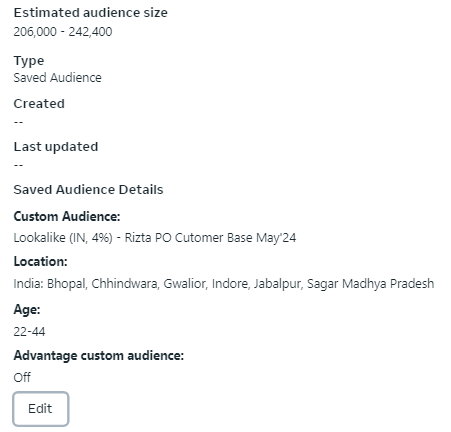 Estimated audience size
206,000 - 242,400
Type
Saved Audience
Created
--
Last updated
--
Saved Audience Details
Custom Audience:
Lookalike (IN, 4%) - Rizta PO Cutomer Base May'24
Location:
India: Bhopal, Chhindwara, Gwalior, Indore, Jabalpur, Sagar Madhya Pradesh
Age:
22-44
Advantage custom audience:
Off
Edit